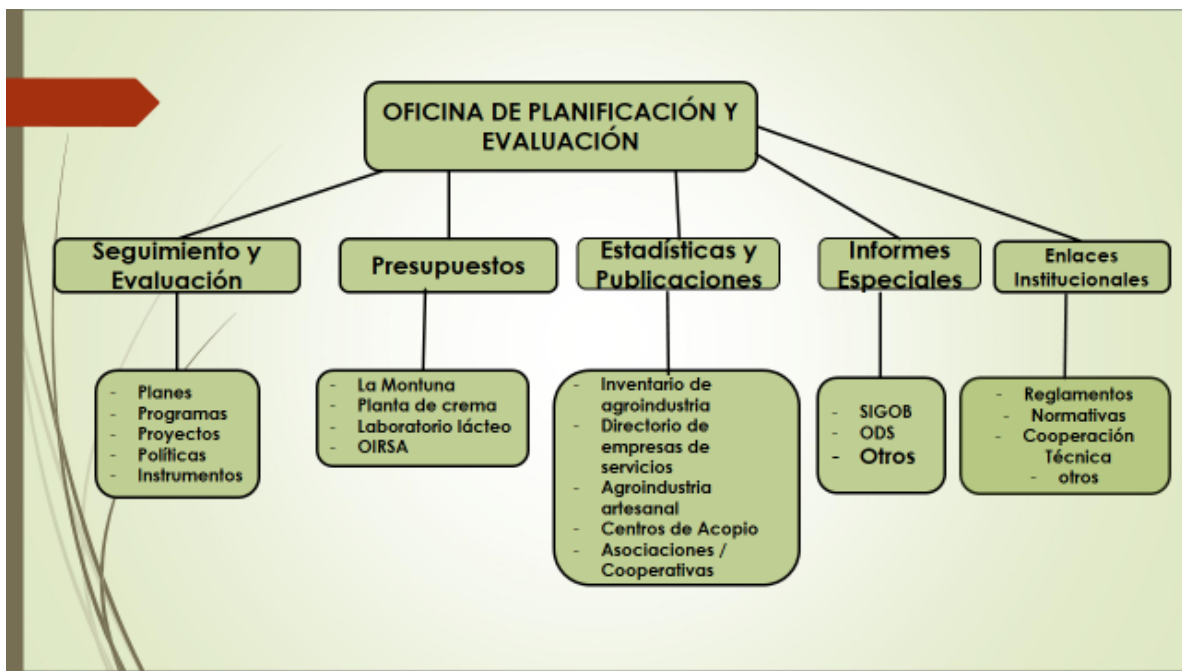 OFICINA DE PLANIFICACIÓN Y
EVALUACIÓN
Seguimiento y
Evaluación
Presupuestos
Estadísticas y
Publicaciones
Informes
Especiales
Enlaces
Institucionales
- Planes
- Programas
- Proyectos
- Políticas
- Instrumentos
- La Montuna
- Planta de crema
- Laboratorio lácteo
- OIRSA
- Inventario de
agroindustria
- Directorio de
empresas de
servicios
- Agroindustria
artesanal
- Centros de Acopio
- Asociaciones /
Cooperativas
- SIGOB
- ODS
- Otros
- Reglamentos
- Normativas
- Cooperación
Técnica
- otros